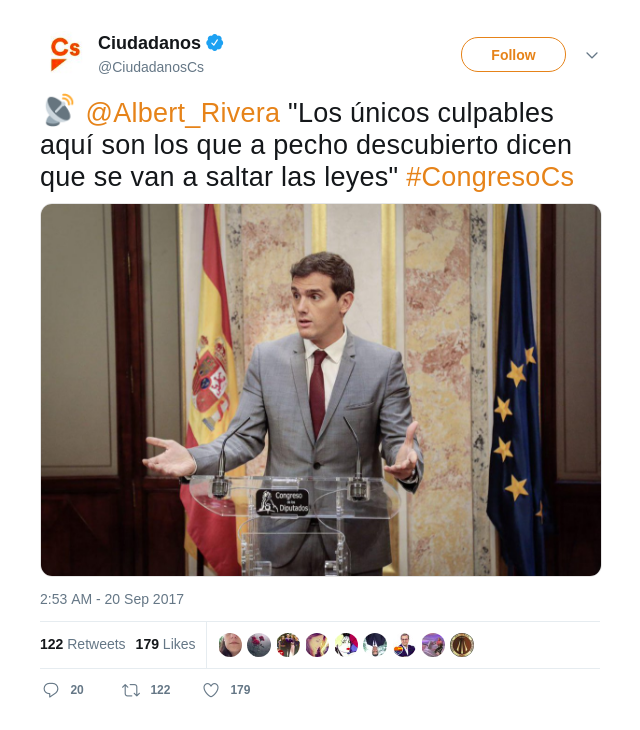 Cs
Ciudadanos
@CiudadanosCs
Follow
@Albert_Rivera "Los únicos culpables
aquí son los que a pecho descubierto dicen
que se van a saltar las leyes" #CongresoCs
Congreso
de los
Diputados
2:53 AM - 20 Sep 2017
122 Retweets 179 Likes
20 122 179